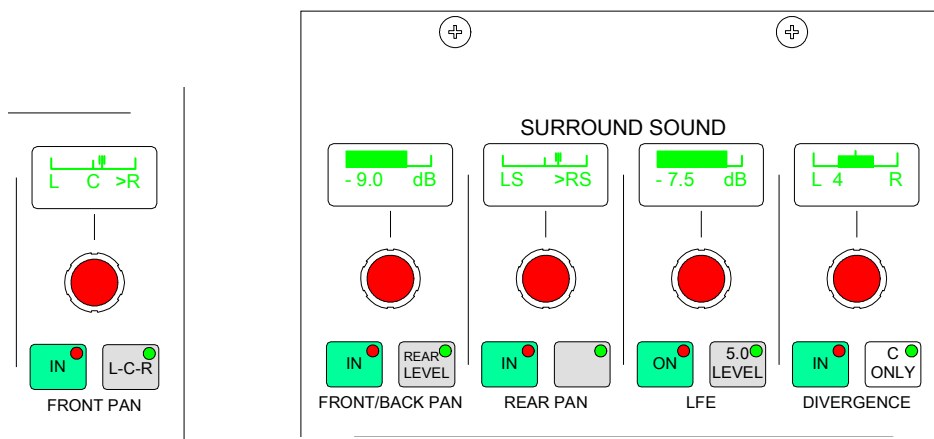 SURROUND SOUND
L C >R
- 9.0 dB
LS >RS
- 7.5 dB
L 4 R
IN
L-C-R
IN
REAR
LEVEL
IN
ON
5.0
LEVEL
IN
C
ONLY
FRONT PAN
FRONT/BACK PAN
REAR PAN
LFE
DIVERGENCE